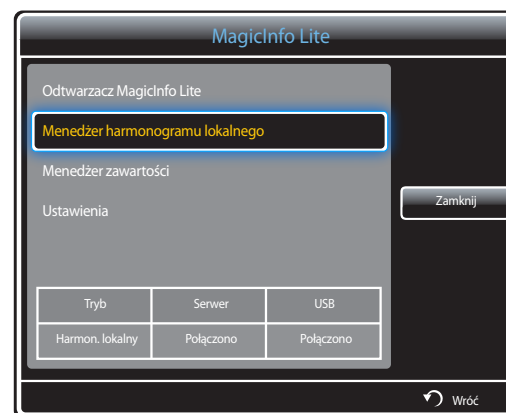 MagicInfo Lite
Odtwarzacz MagicInfo Lite
Menedżer harmonogramu lokalnego
Menedżer zawartości
Ustawienia
Zamknij
Tryb Serwer USB
Harmon. lokalny Połączono Połączono
Wróć